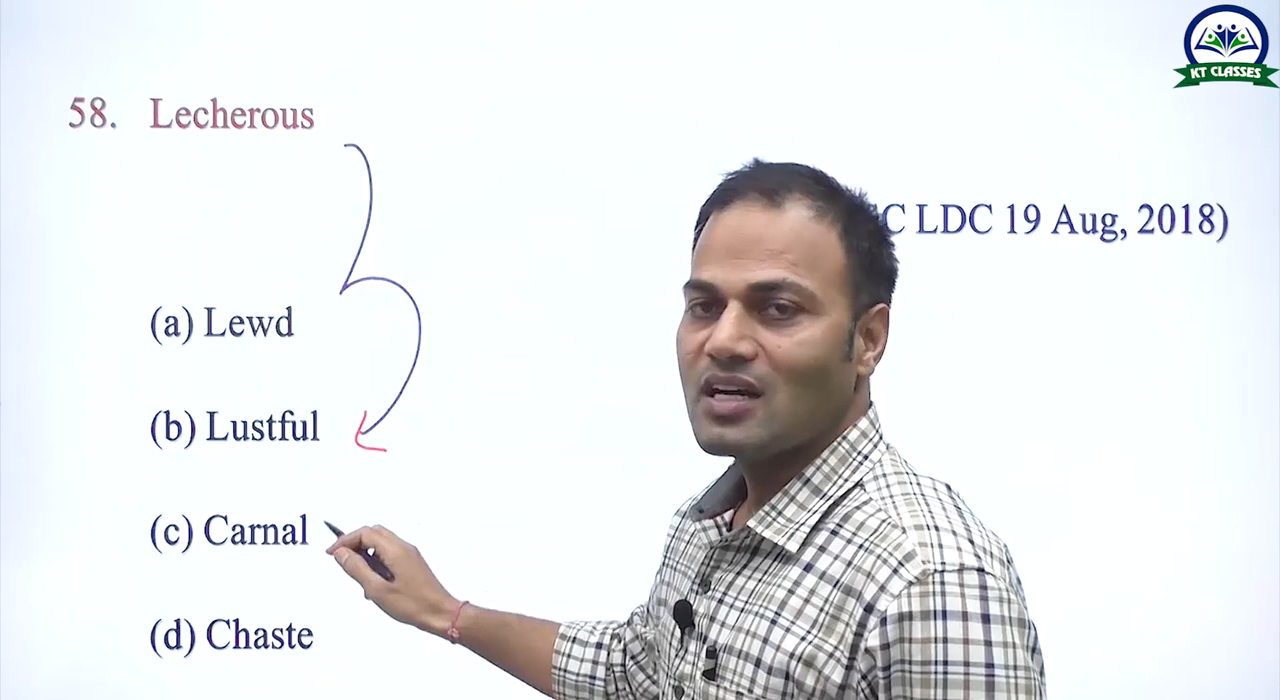 KT CLASSES
58. Lecherous
C LDC 19 Aug, 2018)
(a) Lewd
(b) Lustful
(c) Carnal
(d) Chaste